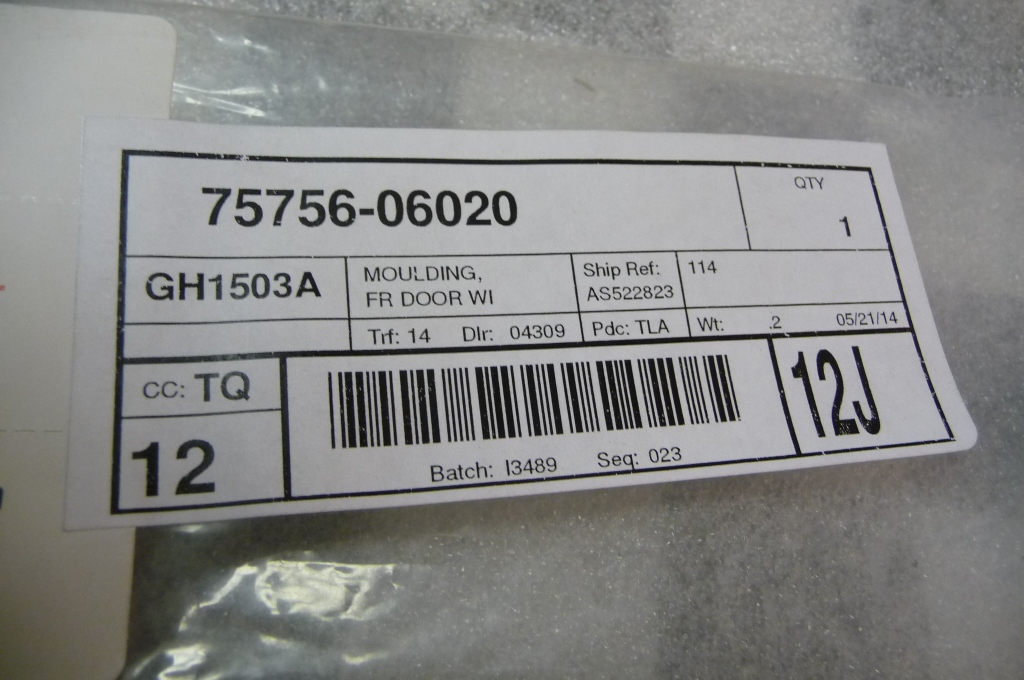 75756-06020
QTY
1
GH1503A
MOULDING,
FR DOOR WI
Ship Ref:
AS522823
114
Trf: 14 Dlr: 04309
Pdc: TLA
Wt: .2 05/21/14
CC: TQ
12
Batch: I3489 Seq: 023
12J